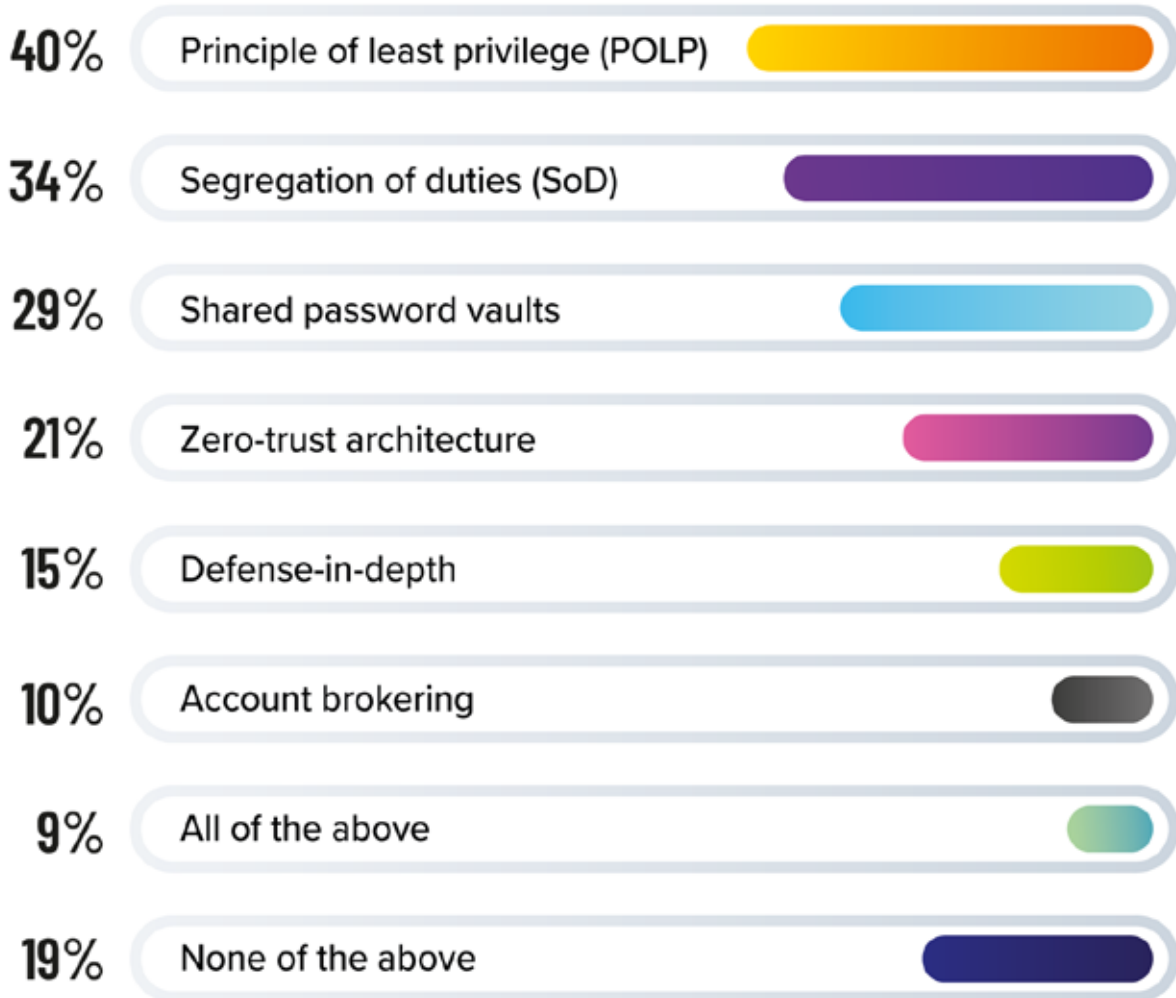 40% Principle of least privilege (POLP)
34% Segregation of duties (SoD)
29% Shared password vaults
21% Zero-trust architecture
15% Defense-in-depth
10% Account brokering
9% All of the above
19% None of the above